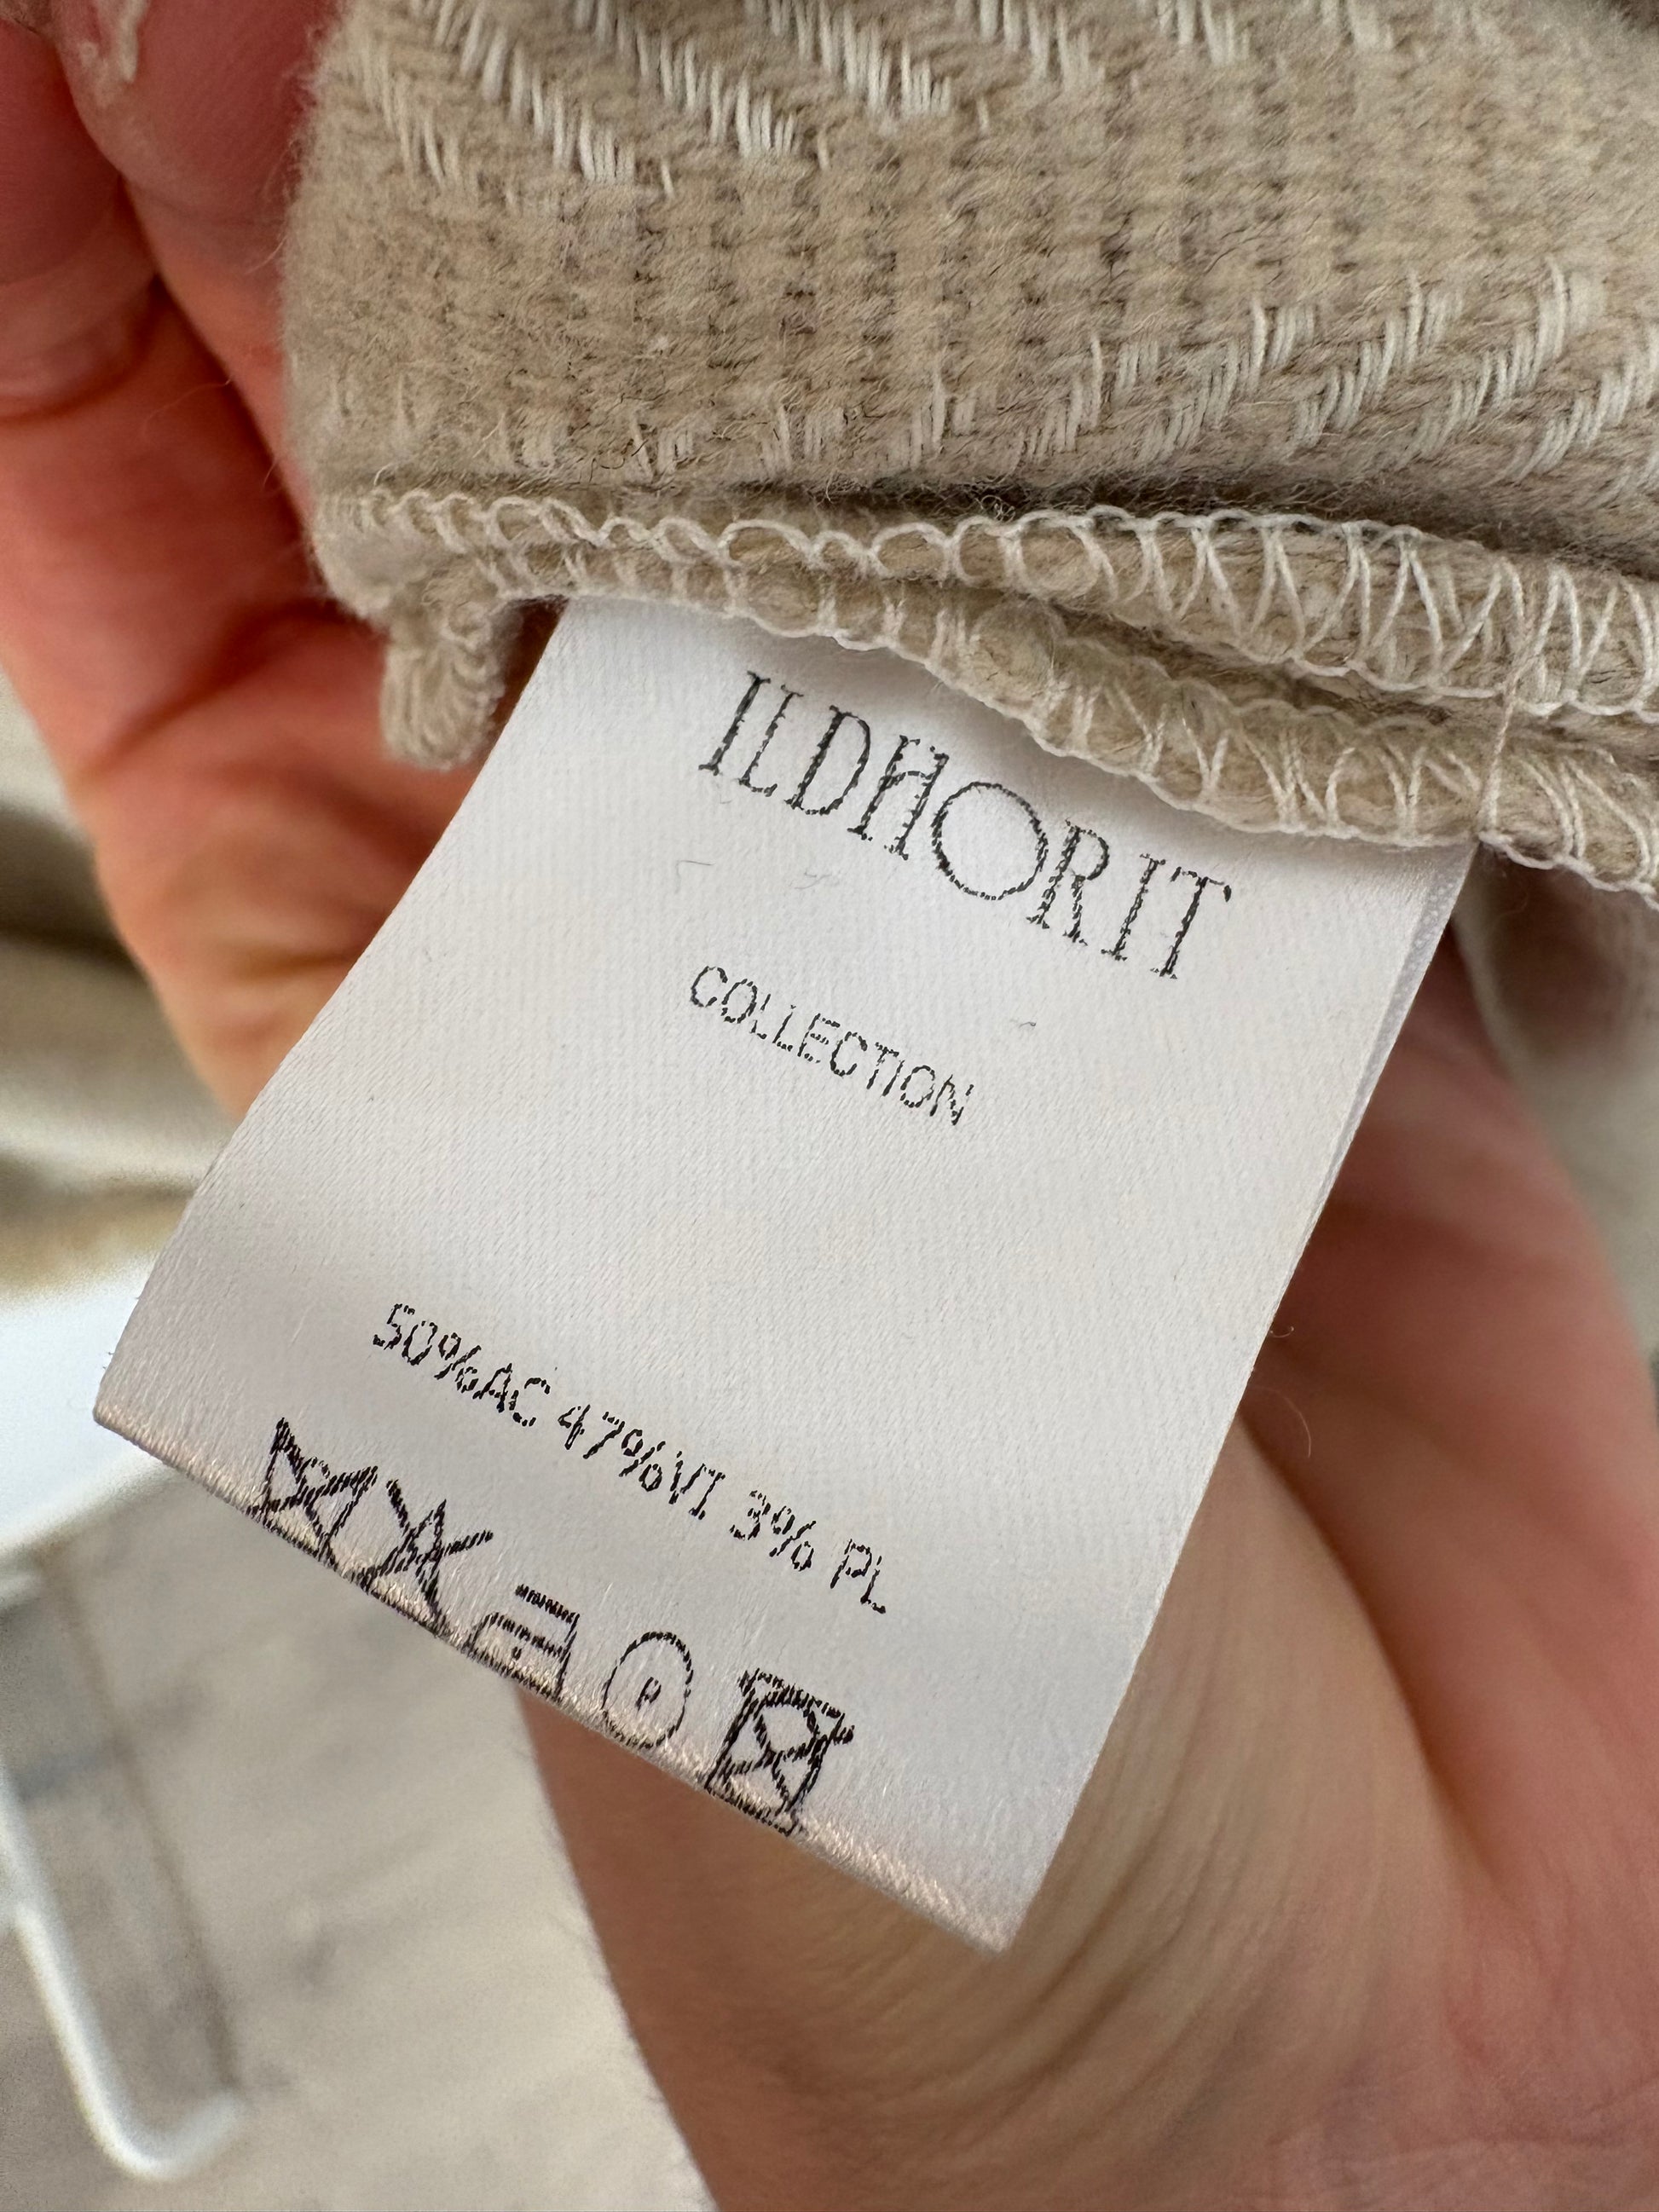 ILDHORIT
COLLECTION
50%AC 47%VI 3% PL
P